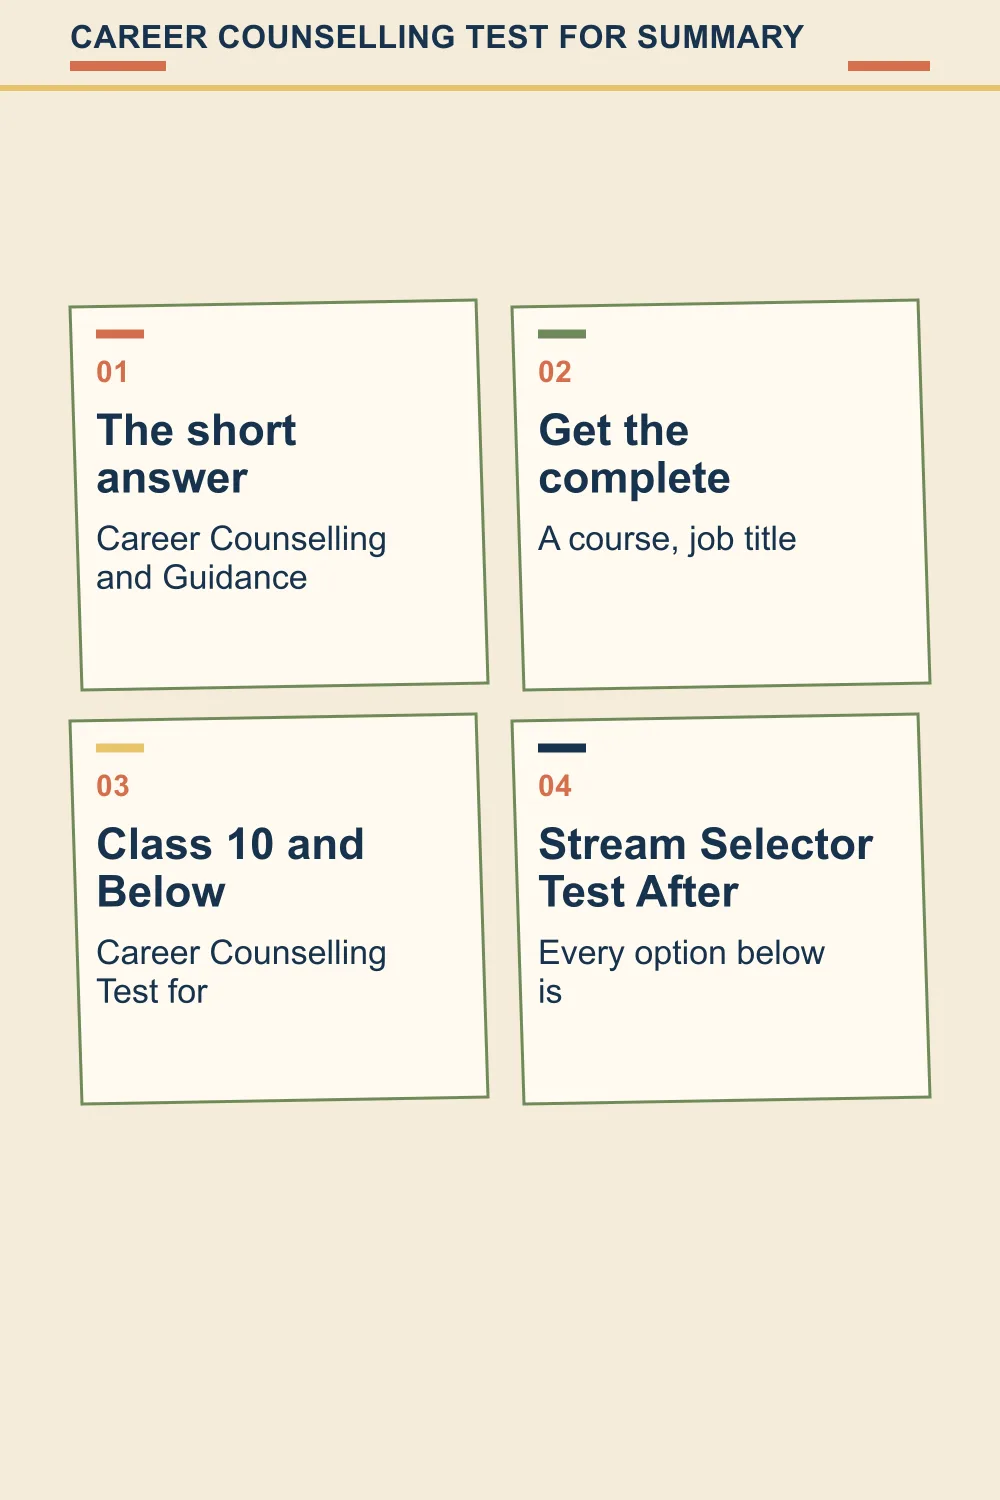 CAREER COUNSELLING TEST FOR SUMMARY
01
The short
answer
Career Counselling
and Guidance
02
Get the
complete
A course, job title
03
Class 10 and
Below
Career Counselling
Test for
04
Stream Selector
Test After
Every option below
is